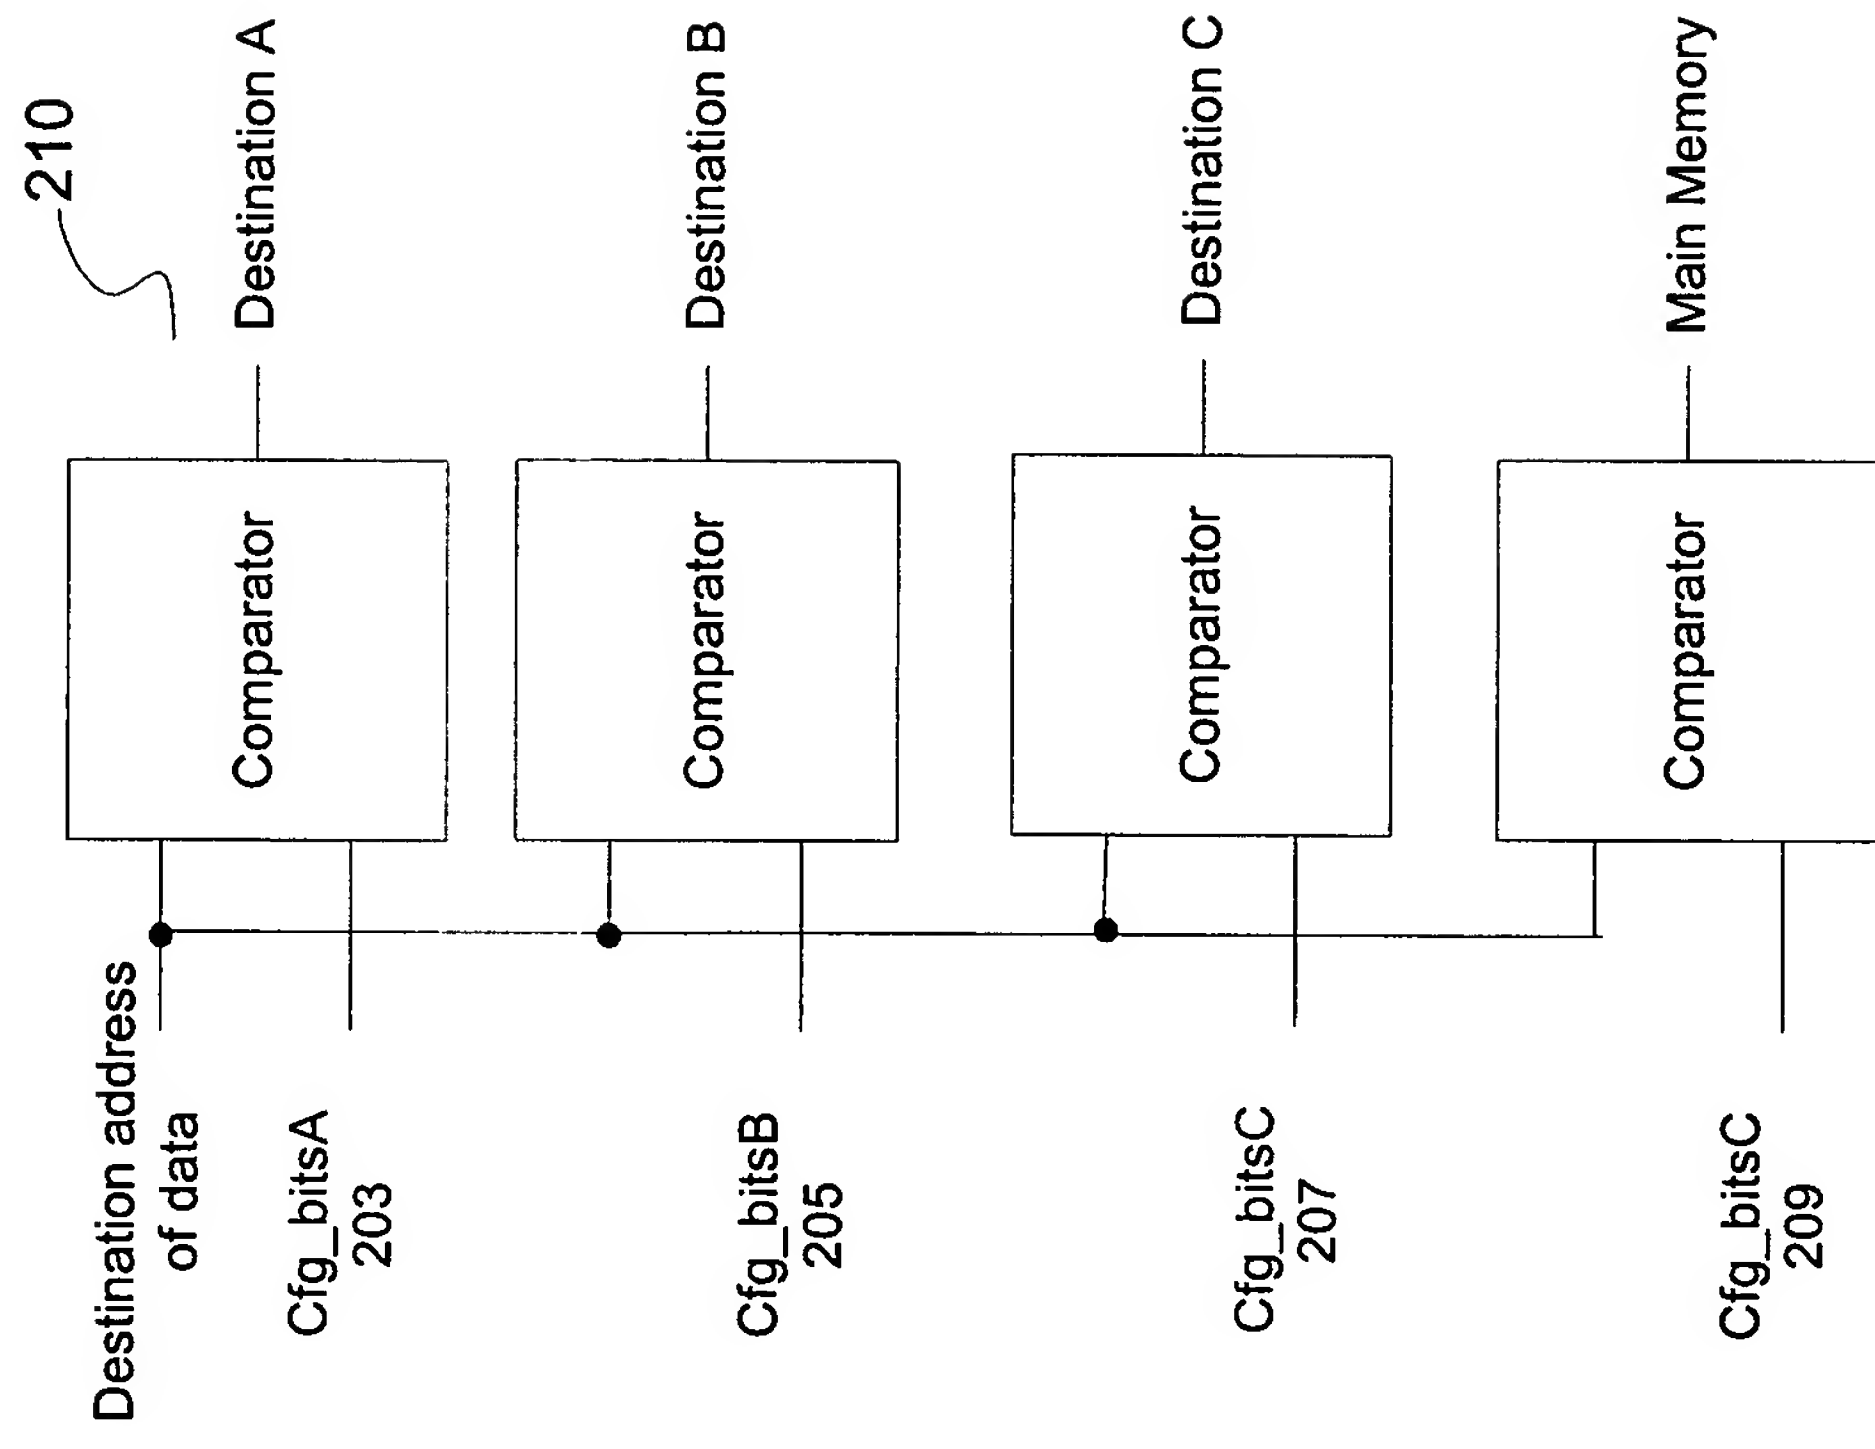 210
Destination address
of data
Comparator
Destination A
Cfg_bitsA
203
Comparator
Destination B
Cfg_bitsB
205
Comparator
Destination C
Cfg_bitsC
207
Comparator
Main Memory
Cfg_bitsC
209